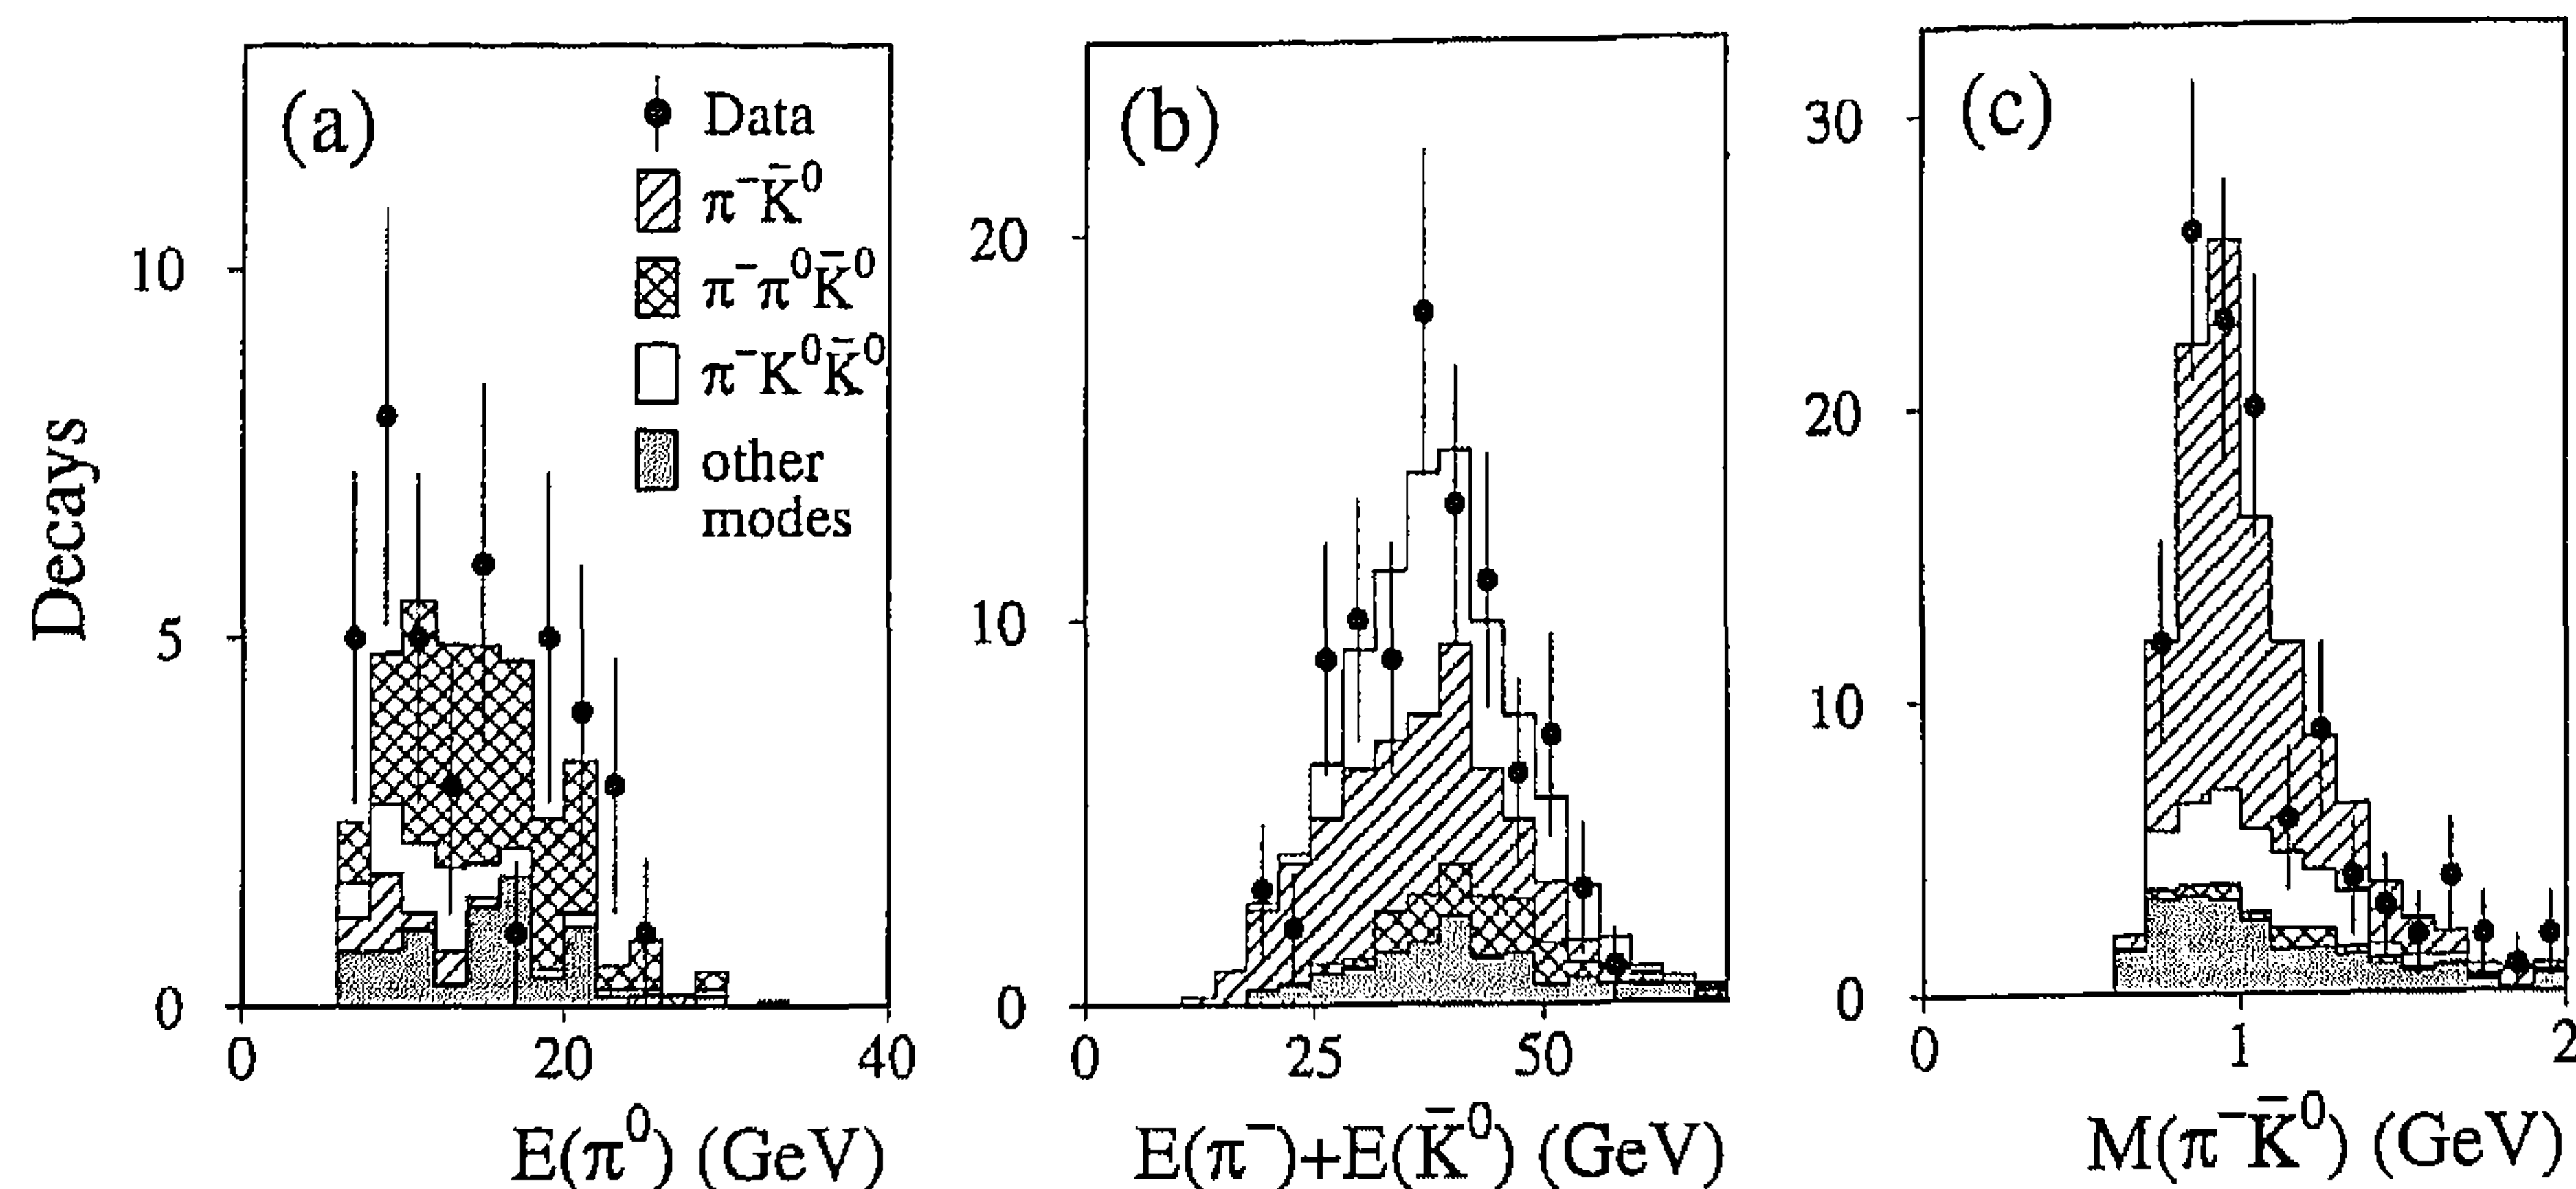 (a)
Data
π⁻K̄⁰
π⁻π⁰K̄⁰
π⁻K⁰K̄⁰
other
modes
Decays
10
5
0
0 20 40
E(π⁰) (GeV)
(b)
20
10
0
0 25 50
E(π⁻)+E(K̄⁰) (GeV)
(c)
30
20
10
0
0 1 2
M(π⁻K̄⁰) (GeV)